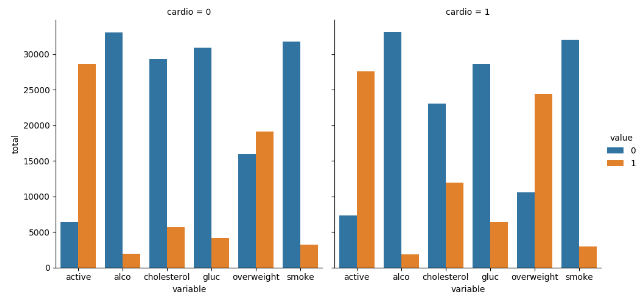 cardio = 0
cardio = 1
30000
25000
20000
15000
10000
5000
0
total
active alco cholesterol gluc overweight smoke
variable
active alco cholesterol gluc overweight smoke
variable
value
0
1